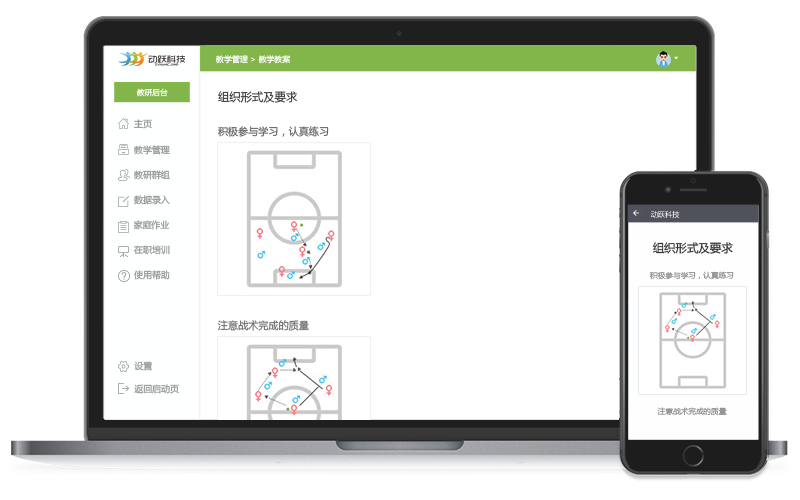 动跃科技
教学管理 > 教学教案
教研后台
主页
教学管理
教研群组
数据录入
家庭作业
在职培训
使用帮助
设置
返回启动页
组织形式及要求
积极参与学习，认真练习
注意战术完成的质量
动跃科技
组织形式及要求
积极参与学习，认真练习
注意战术完成的质量